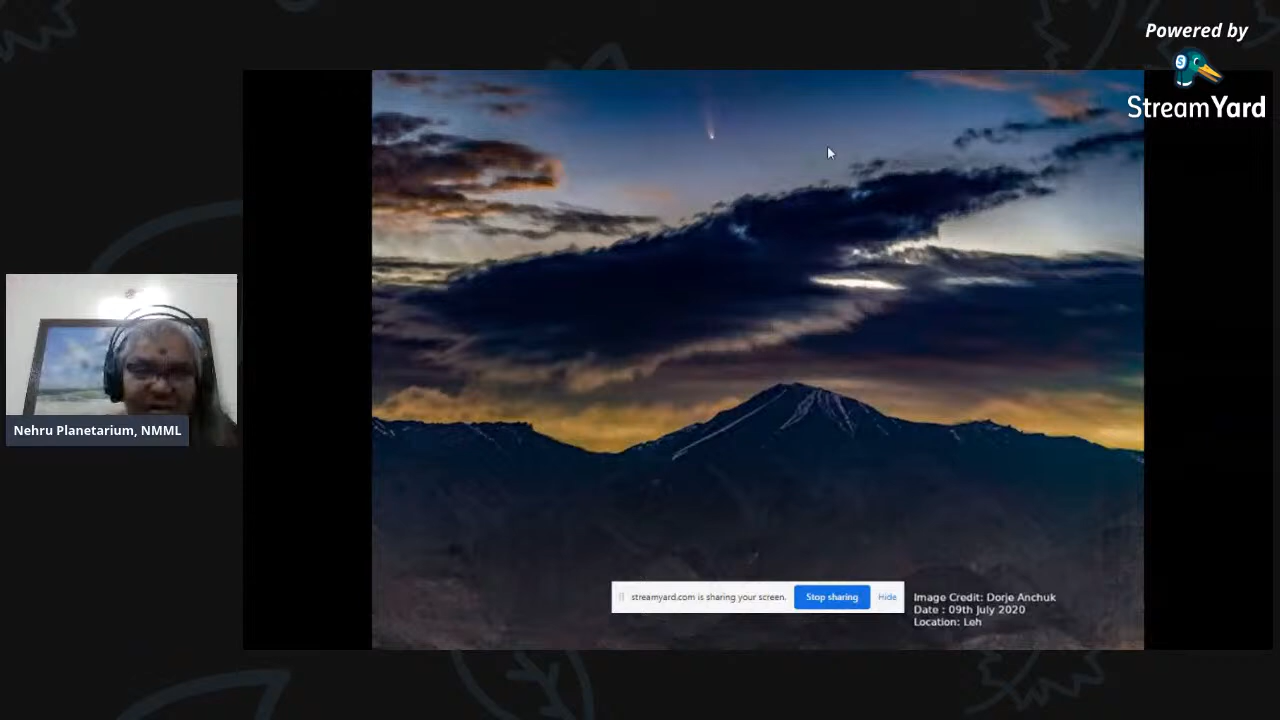 Powered by
StreamYard
Nehru Planetarium, NMML
streamyard.com is sharing your screen.
Stop sharing
Hide
Image Credit: Dorje Anchuk
Date : 09th July 2020
Location: Leh